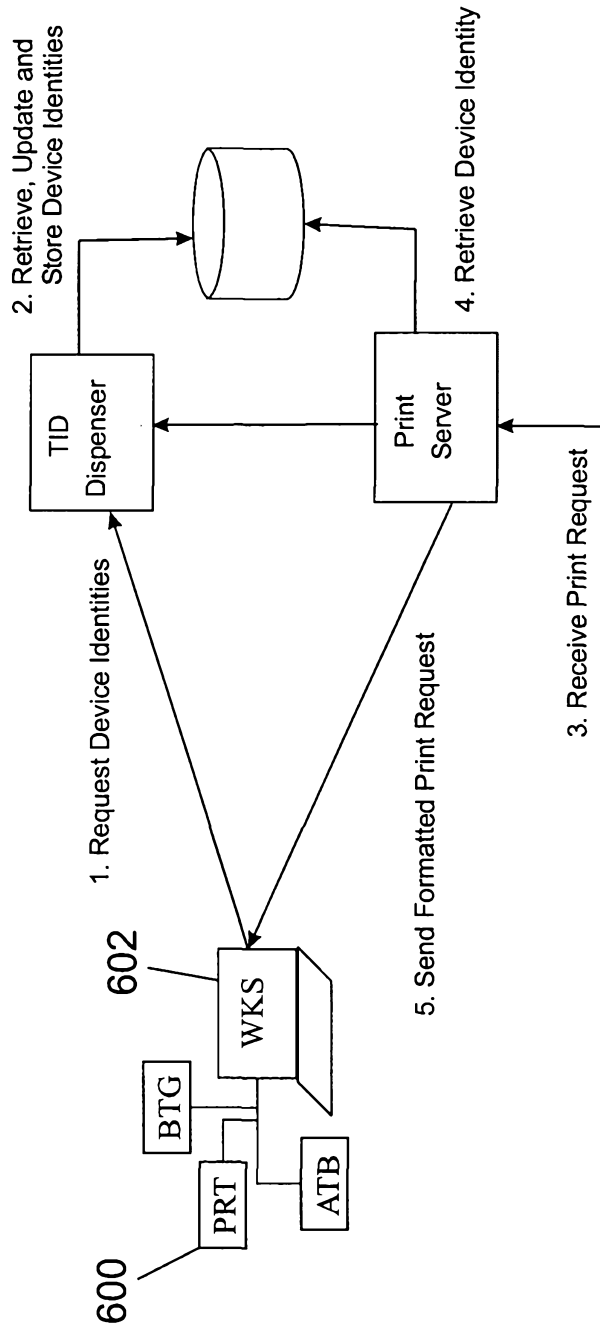 2. Retrieve, Update and
Store Device Identities
TID
Dispenser
1. Request Device Identities
602
WKS
BTG
PRT
ATB
600
Print
Server
4. Retrieve Device Identity
5. Send Formatted Print Request
3. Receive Print Request